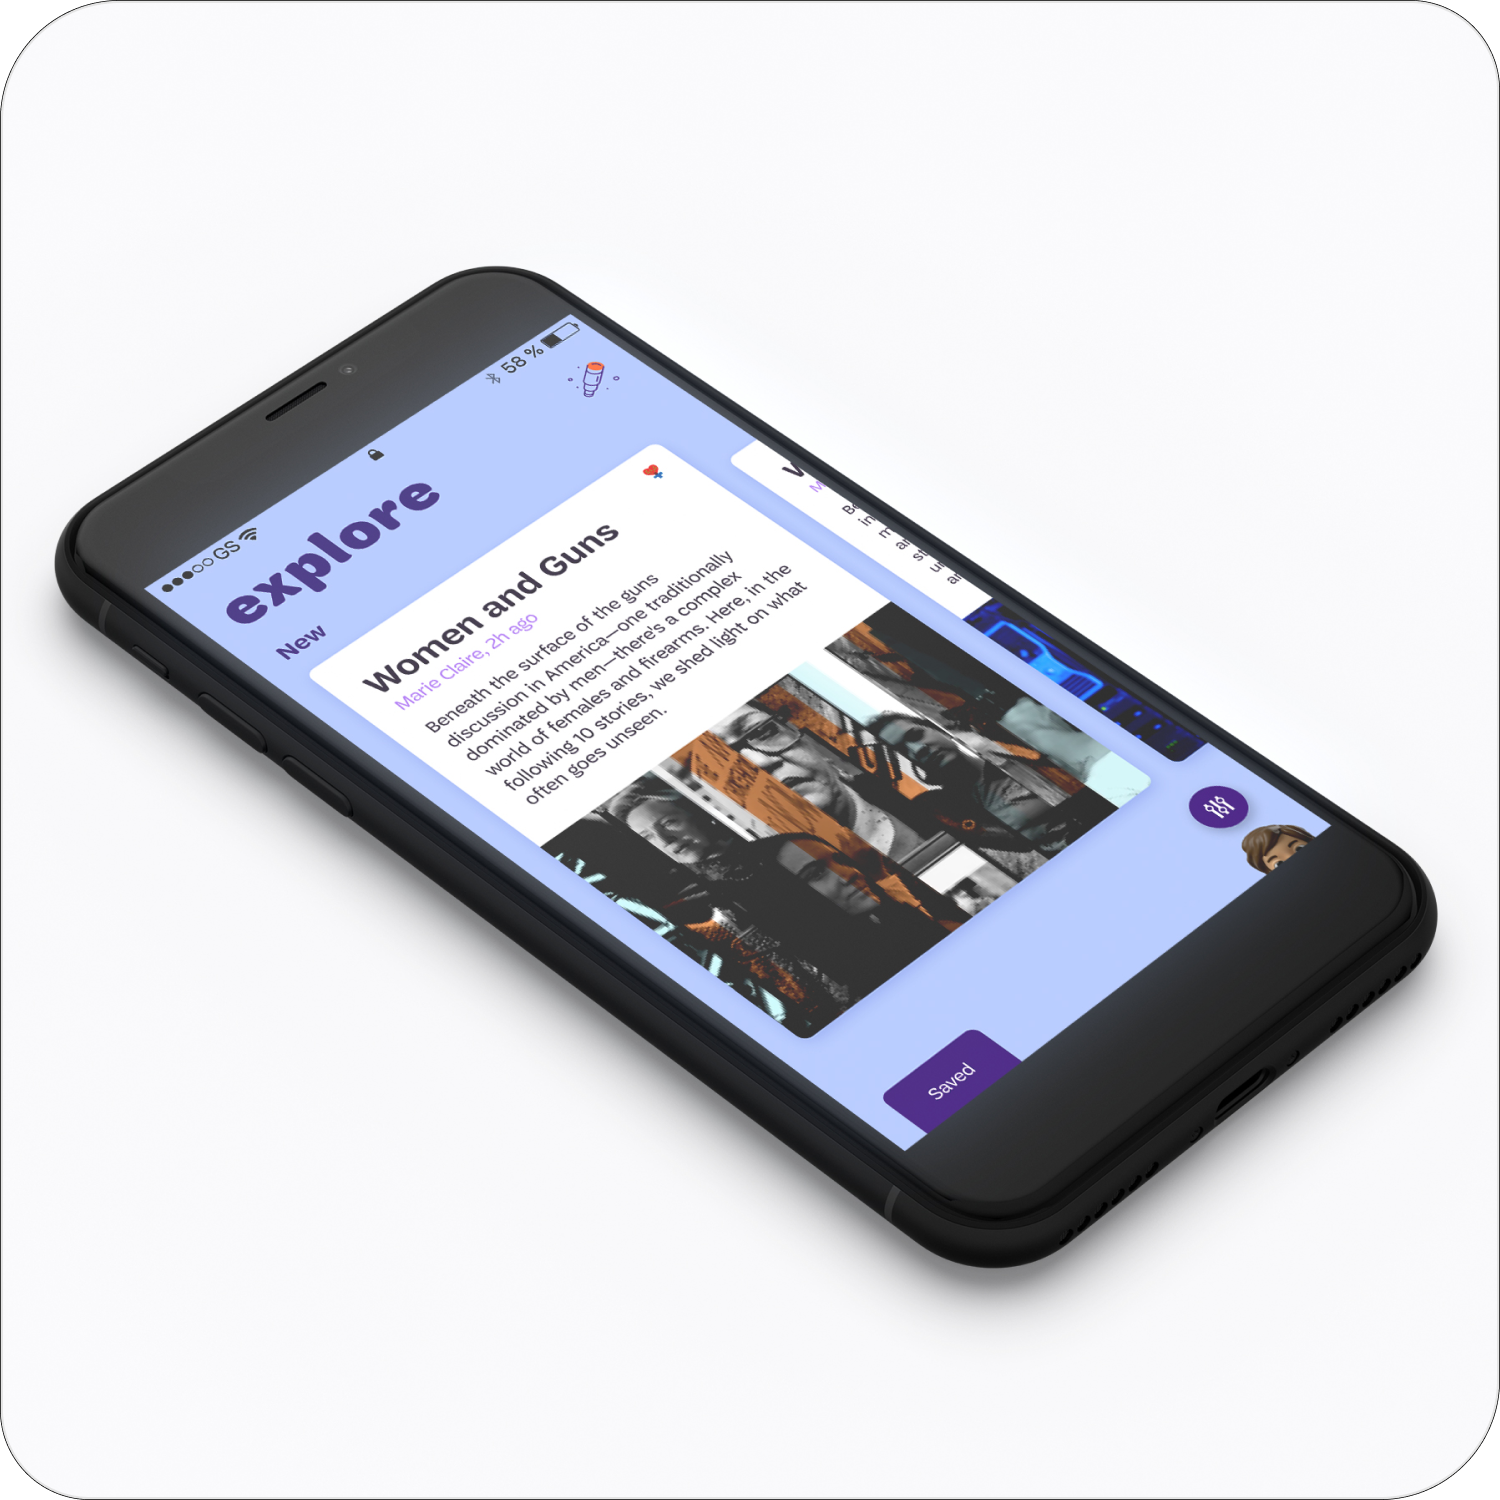 GS
58 %
explore
New
Women and Guns
Marie Claire, 2h ago
Beneath the surface of the guns
discussion in America—one traditionally
dominated by men—there's a complex
world of females and firearms. Here, in the
following 10 stories, we shed light on what
often goes unseen.
Saved